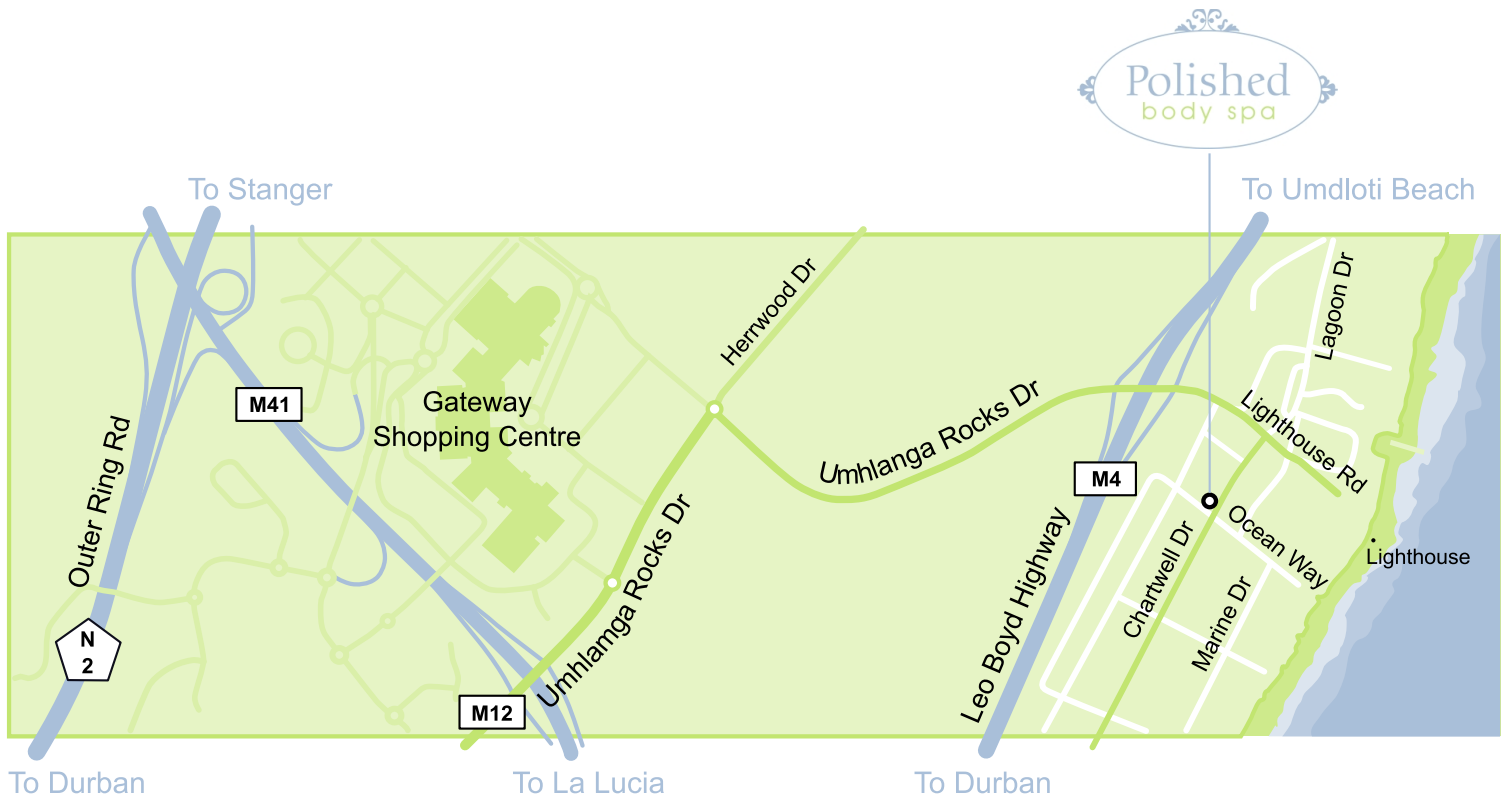 Polished
body spa
To Stanger
To Umdloti Beach
Herrwood Dr
Lagoon Dr
M41
Gateway
Shopping Centre
Outer Ring Rd
Umhlanga Rocks Dr
Lighthouse Rd
M4
Ocean Way
Lighthouse
Chartwell Dr
Marine Dr
Leo Boyd Highway
Umhlamga Rocks Dr
N
2
M12
To Durban
To La Lucia
To Durban